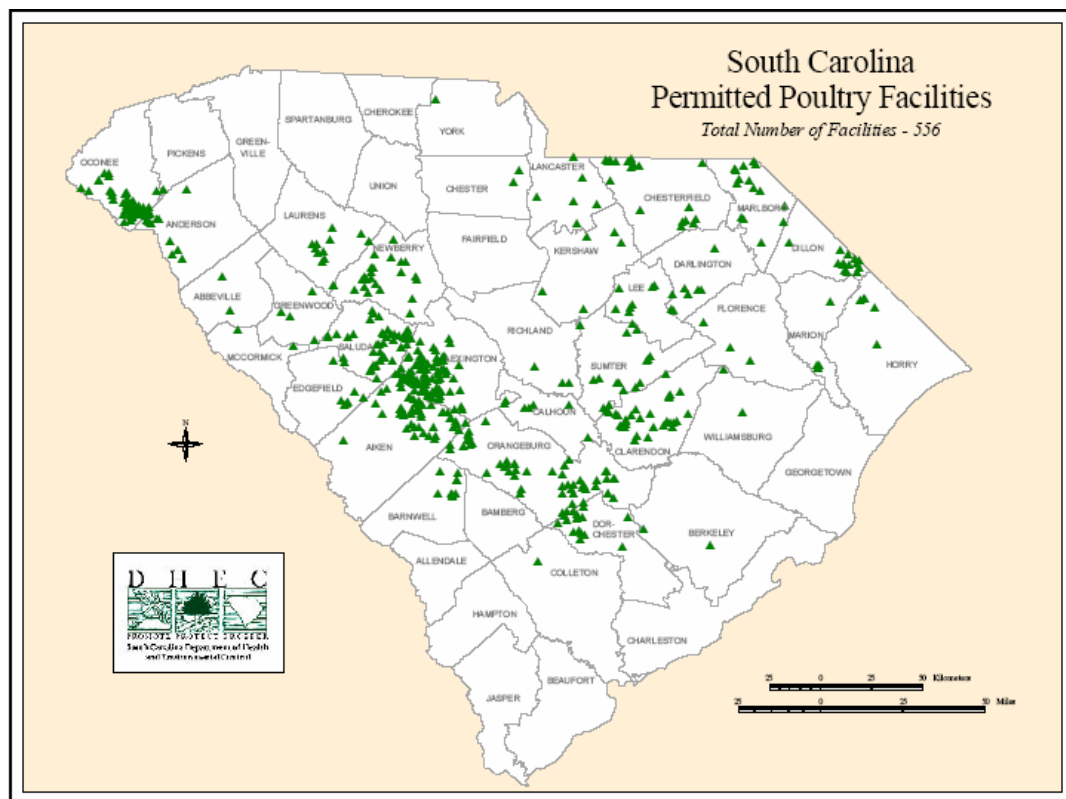 South Carolina
Permitted Poultry Facilities
Total Number of Facilities - 556
CHEROKEE
YORK
SPARTANBURG
GREEN-
VILLE
PICKENS
OCONEE
LANCASTER
UNION
CHESTER
CHESTERFIELD
MARLBORO
ANDERSON
LAURENS
FAIRFIELD
NEWBERRY
KERSHAW
DILLON
DARLINGTON
LEE
ABBEVILLE
GREENWOOD
FLORENCE
RICHLAND
MARION
SALUDA
MCCORMICK
LEXINGTON
SUMTER
HORRY
EDGEFIELD
CALHOUN
WILLIAMSBURG
AIKEN
ORANGEBURG
CLARENDON
GEORGETOWN
N
BARNWELL
BAMBERG
DOR-
CHESTER
BERKELEY
ALLENDALE
COLLETON
D H E C
PROMOTE PROTECT PROSPER
South Carolina Department of Health
and Environmental Control
HAMPTON
CHARLESTON
BEAUFORT
JASPER
25 0 25 50 Kilometers
25 0 25 50 Miles